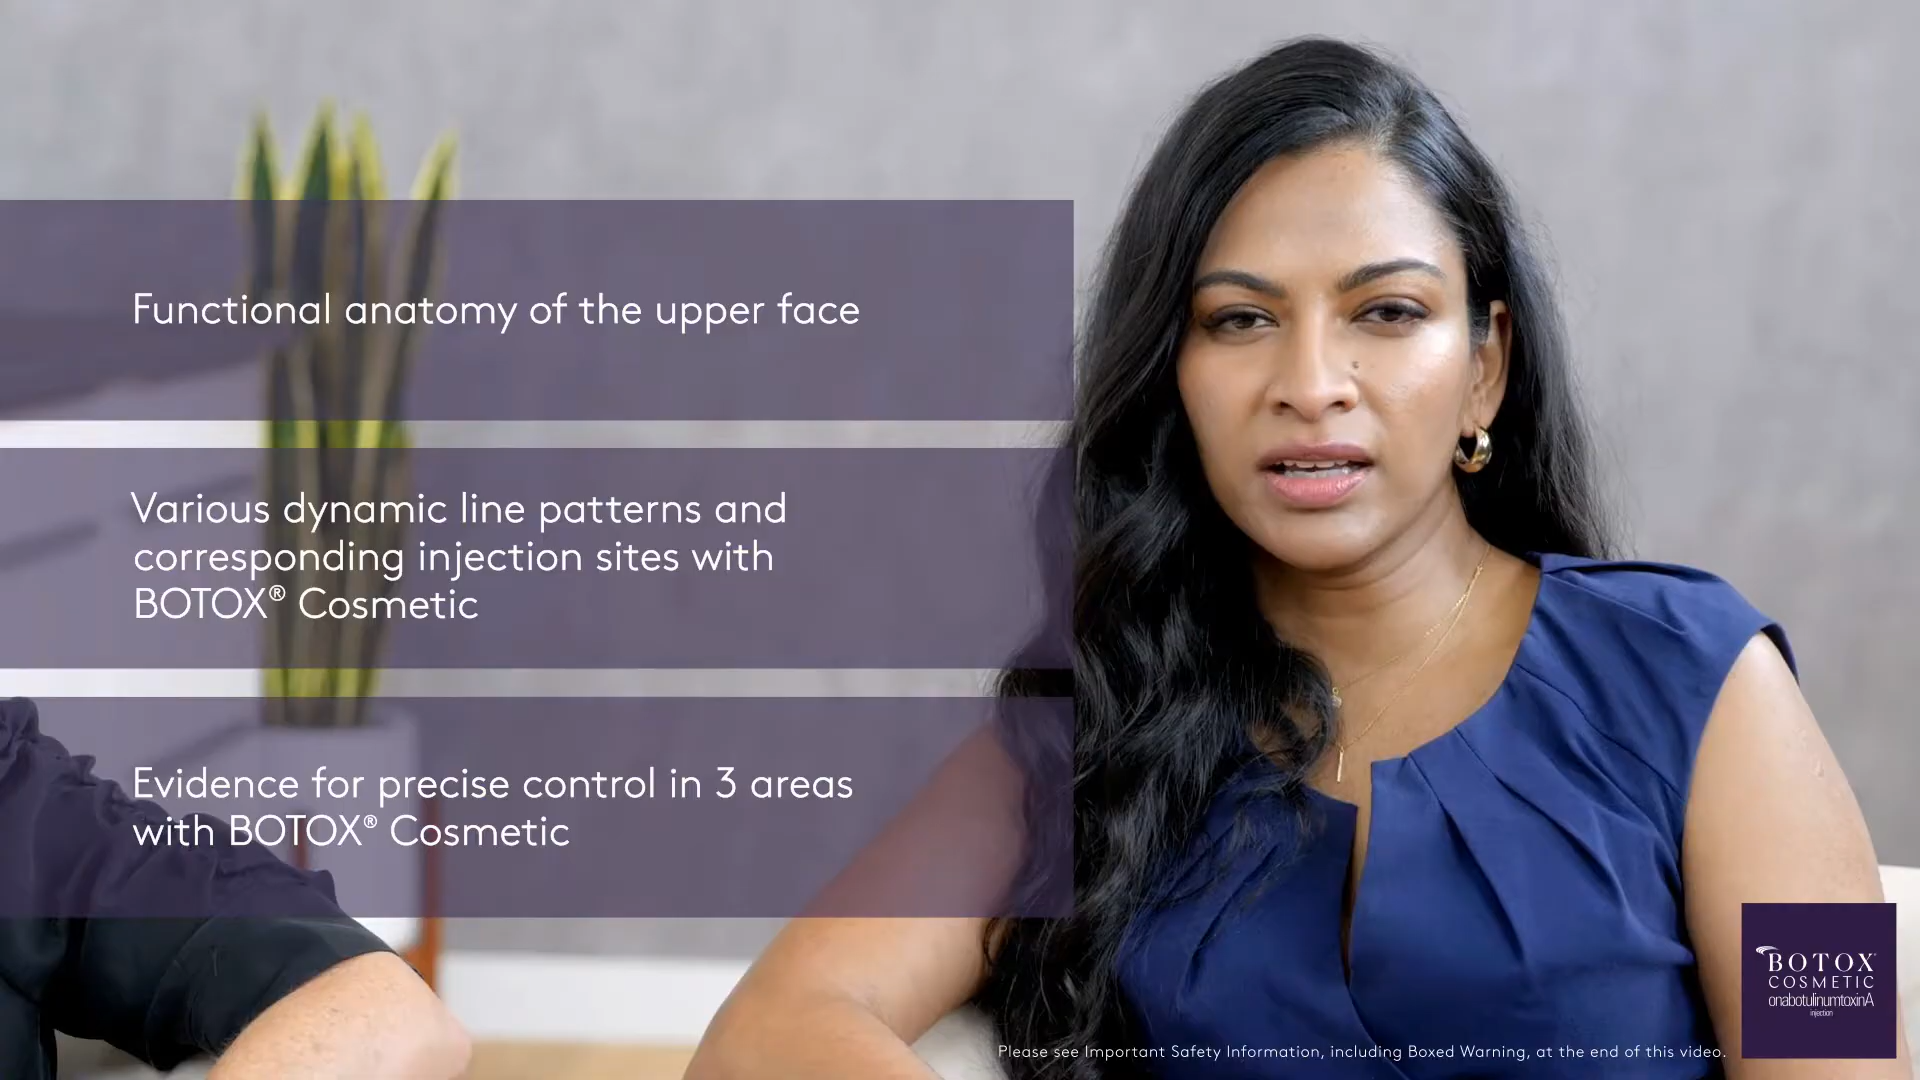 Functional anatomy of the upper face
Various dynamic line patterns and
corresponding injection sites with
BOTOX® Cosmetic
Evidence for precise control in 3 areas
with BOTOX® Cosmetic
BOTOX
COSMETIC
onabotulinumtoxinA
injection
Please see Important Safety Information, including Boxed Warning, at the end of this video.